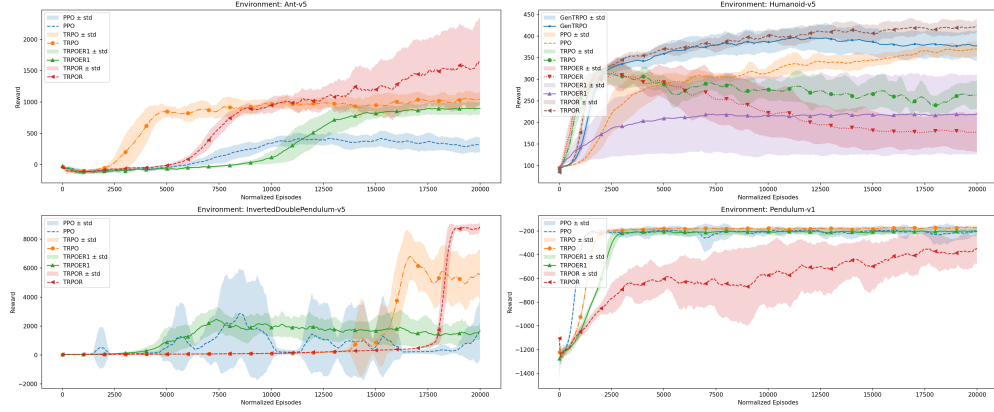 Environment: Ant-v5
PPO ± std
PPO
TRPO ± std
TRPO
TRPOER1 ± std
TRPOER1
TRPOR ± std
TRPOR
2000
1500
1000
500
0
Reward
0
2500
5000
7500
10000
12500
15000
17500
20000
Normalized Episodes
Environment: Humanoid-v5
GenTRPO ± std
GenTRPO
PPO ± std
PPO
TRPO ± std
TRPO
TRPOER ± std
TRPOER
TRPOER1 ± std
TRPOER1
TRPOR ± std
TRPOR
450
400
350
300
250
200
150
100
Reward
0
2500
5000
7500
10000
12500
15000
17500
20000
Normalized Episodes
Environment: InvertedDoublePendulum-v5
PPO ± std
PPO
TRPO ± std
TRPO
TRPOER1 ± std
TRPOER1
TRPOR ± std
TRPOR
8000
6000
4000
2000
0
−2000
Reward
0
2500
5000
7500
10000
12500
15000
17500
20000
Normalized Episodes
Environment: Pendulum-v1
PPO ± std
PPO
TRPO ± std
TRPO
TRPOER1 ± std
TRPOER1
TRPOR ± std
TRPOR
−200
−400
−600
−800
−1000
−1200
−1400
Reward
0
2500
5000
7500
10000
12500
15000
17500
20000
Normalized Episodes